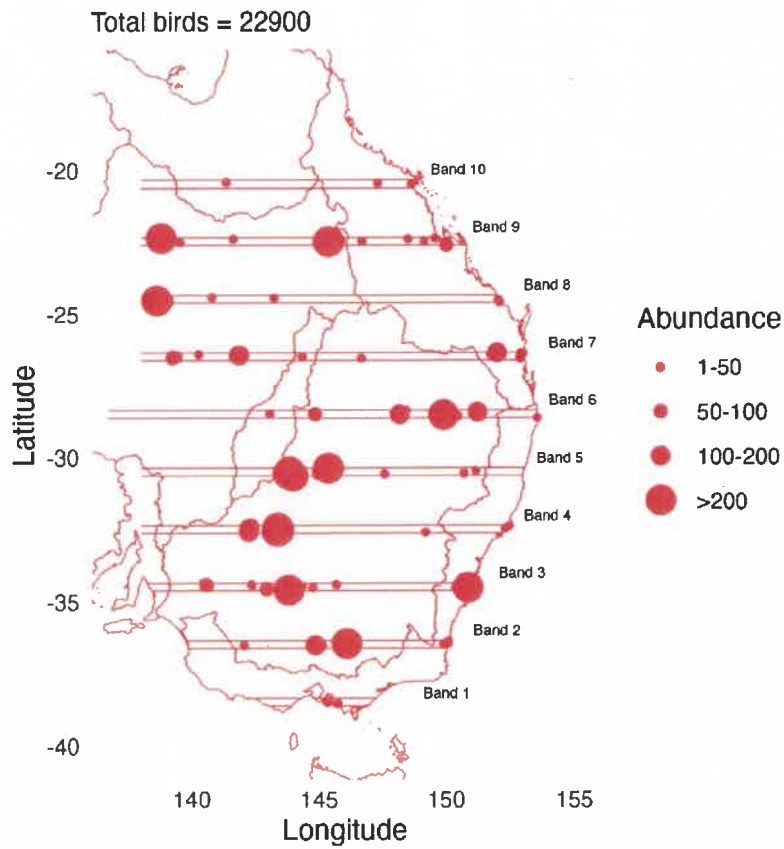 Total birds = 22900
-20
-25
-30
-35
-40
Latitude
Band 10
Band 9
Band 8
Band 7
Band 6
Band 5
Band 4
Band 3
Band 2
Band 1
140
145
150
155
Longitude
Abundance
1-50
50-100
100-200
>200